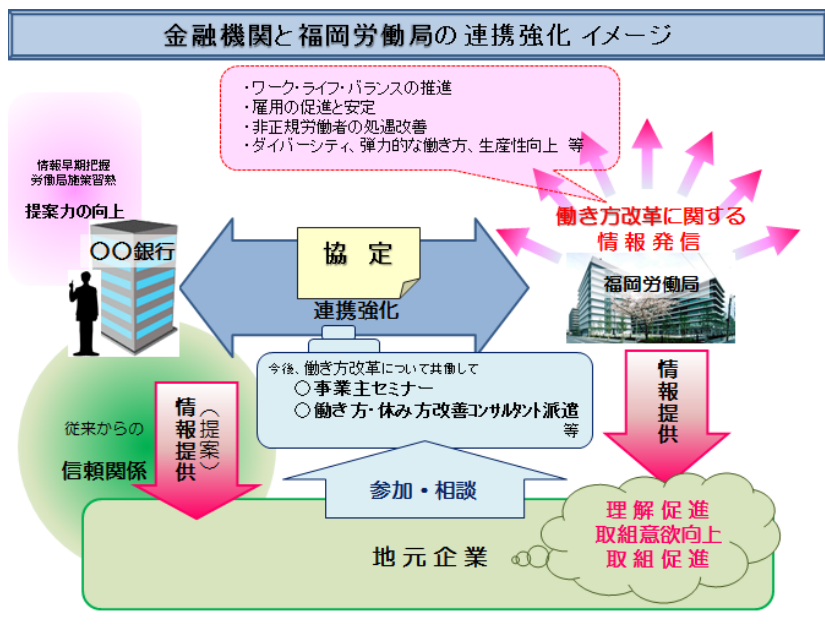 金融機関と福岡労働局の連携強化 イメージ
・ワーク・ライフ・バランスの推進
・雇用の促進と安定
・非正規労働者の処遇改善
・ダイバーシティ、弾力的な働き方、生産性向上 等
情報早期把握
労働局施策習熟
提案力の向上
〇〇銀行
協 定
連携強化
働き方改革に関する
情報発信
福岡労働局
今後、働き方改革について共働して
〇事業主セミナー
〇働き方・休み方改善コンサルタント派遣
等
従来からの
信頼関係
情報提供
（提案）
情報提供
参加・相談
地元企業
理解促進
取組意欲向上
取組促進